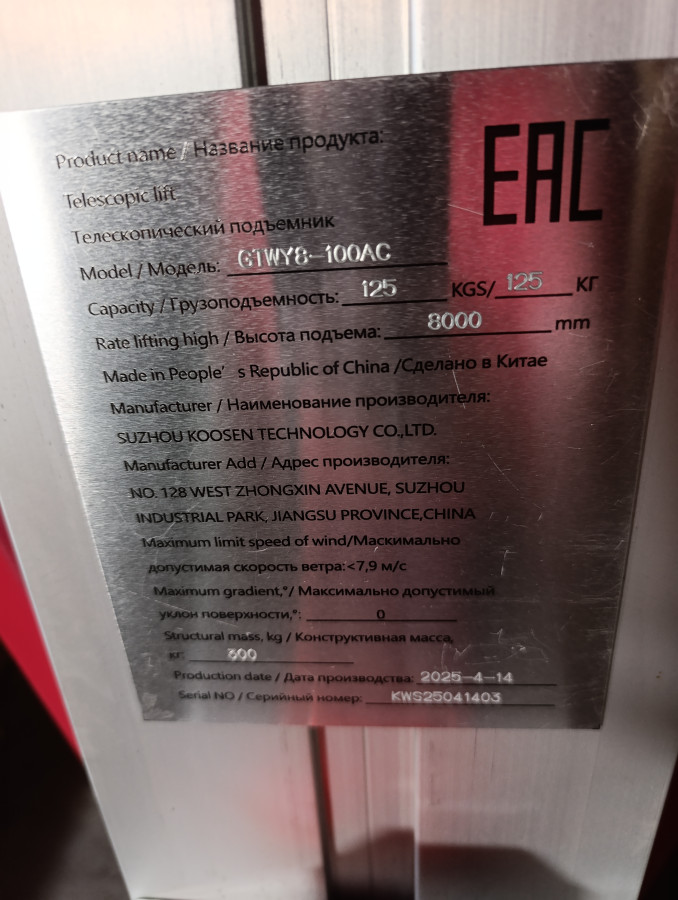 EAC
Product name / Название продукта:
Telescopic lift
Телескопический подъемник
Model / Модель: GTWY8-100AC
Capacity / Грузоподъемность: 125 KGS/ 125 КГ
Rate lifting high / Высота подъема: 8000 mm
Made in People' s Republic of China /Сделано в Китае
Manufacturer / Наименование производителя:
SUZHOU KOOSEN TECHNOLOGY CO.,LTD.
Manufacturer Add / Адрес производителя:
NO. 128 WEST ZHONGXIN AVENUE, SUZHOU
INDUSTRIAL PARK, JIANGSU PROVINCE,CHINA
Maximum limit speed of wind/Маскимально
допустимая скорость ветра:<7,9 м/с
Maximum gradient,°/ Максимально допустимый
уклон поверхности,°: 0
Structural mass, kg / Конструктивная масса,
кг: 300
Production date / Дата производства: 2025-4-14
Serial NO / Серийный номер: KWS25041403